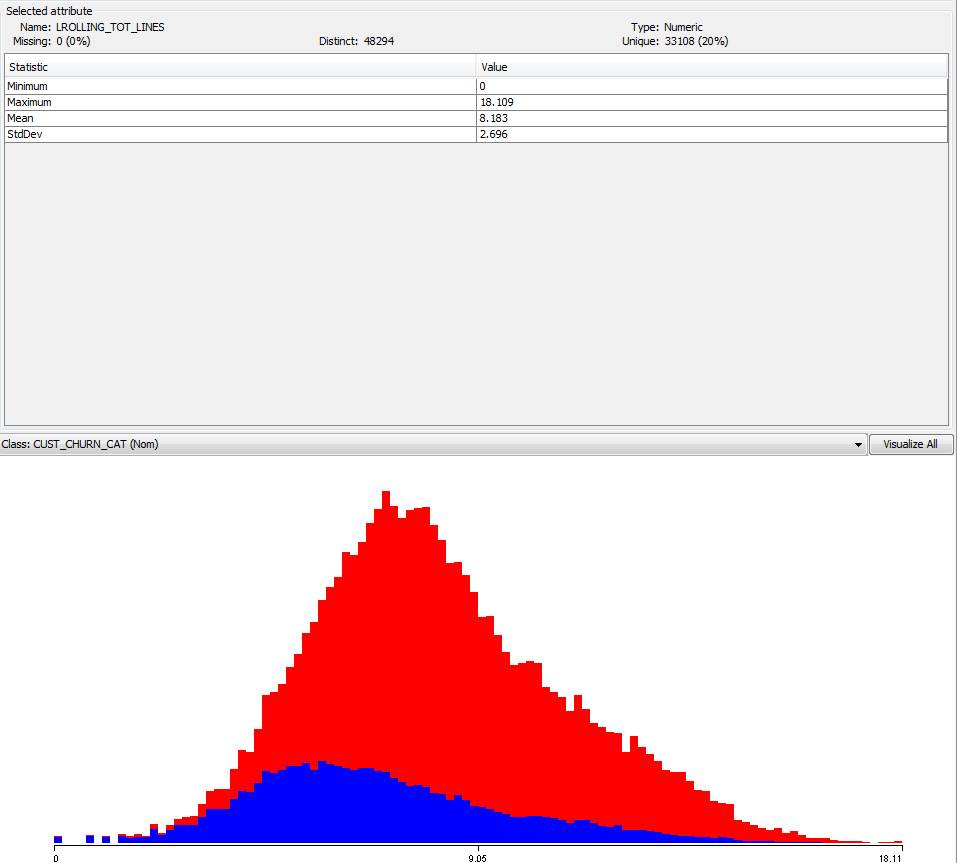 Selected attribute
Name: LROLLING_TOT_LINES Type: Numeric
Missing: 0 (0%) Distinct: 48294 Unique: 33108 (20%)
Statistic Value
Minimum 0
Maximum 18.109
Mean 8.183
StdDev 2.696
Class: CUST_CHURN_CAT (Nom) Visualize All
0 9.05 18.11